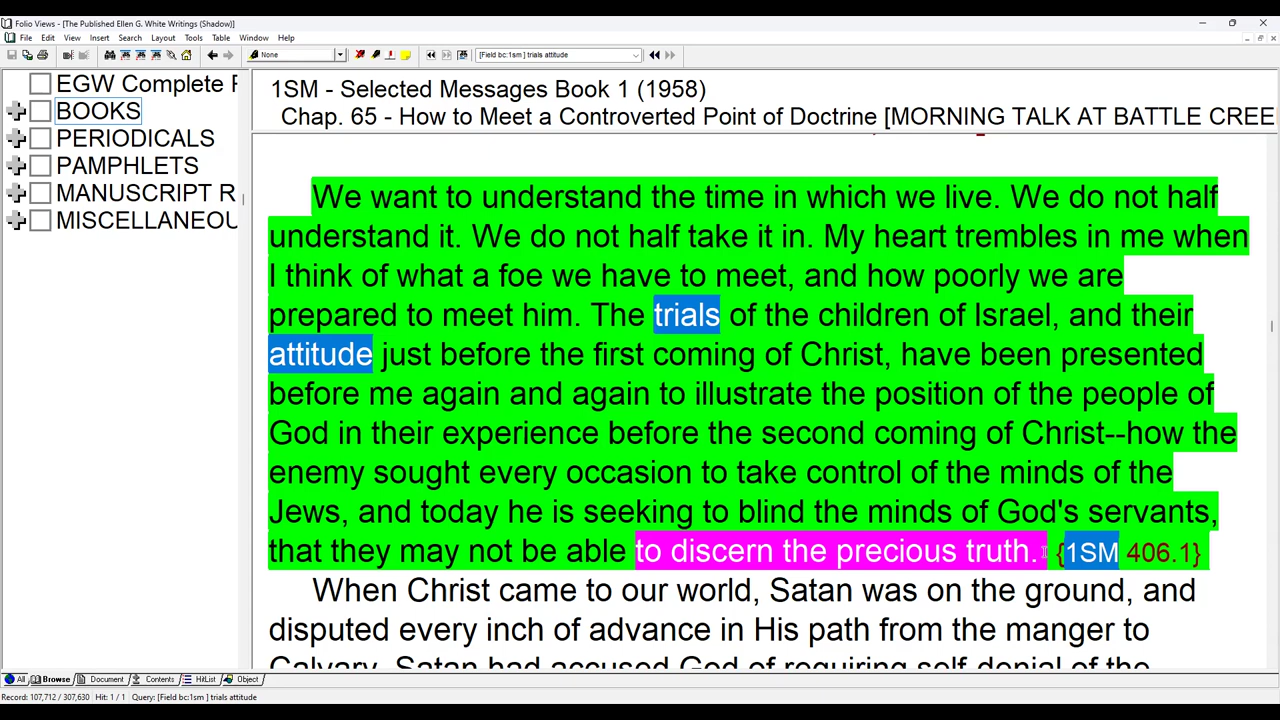 Folio Views - [The Published Ellen G. White Writings (Shadow)]
File Edit View Insert Search Layout Tools Table Window Help
None
[Field bc:1sm ] trials attitude
EGW Complete P
BOOKS
PERIODICALS
PAMPHLETS
MANUSCRIPT R
MISCELLANEOU
1SM - Selected Messages Book 1 (1958)
Chap. 65 - How to Meet a Controverted Point of Doctrine [MORNING TALK AT BATTLE CREE
We want to understand the time in which we live. We do not half
understand it. We do not half take it in. My heart trembles in me when
I think of what a foe we have to meet, and how poorly we are
prepared to meet him. The trials of the children of Israel, and their
attitude just before the first coming of Christ, have been presented
before me again and again to illustrate the position of the people of
God in their experience before the second coming of Christ--how the
enemy sought every occasion to take control of the minds of the
Jews, and today he is seeking to blind the minds of God's servants,
that they may not be able to discern the precious truth. {1SM 406.1}
When Christ came to our world, Satan was on the ground, and
disputed every inch of advance in His path from the manger to
Calvary. Satan had accused God of requiring self-denial of the
All Browse Document Contents HitList Object
Record: 107,712 / 307,630 Hit: 1 / 1 Query: [Field bc:1sm ] trials attitude